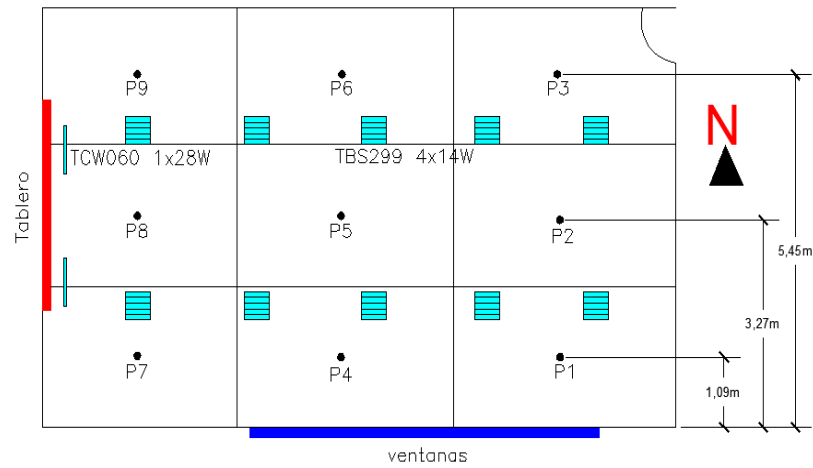 P9
P6
P3
N
TCW060 1x28W
TBS299 4x14W
Tablero
P8
P5
P2
5,45m
3,27m
P7
P4
P1
1,09m
ventanas